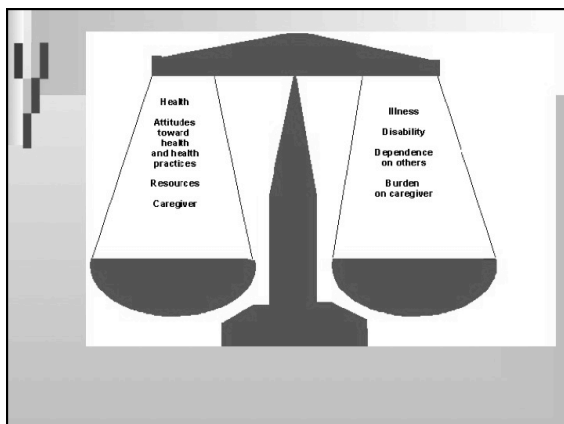 Health
Attitudes
toward
health
and health
practices
Resources
Caregiver
Illness
Disability
Dependence
on others
Burden
on caregiver